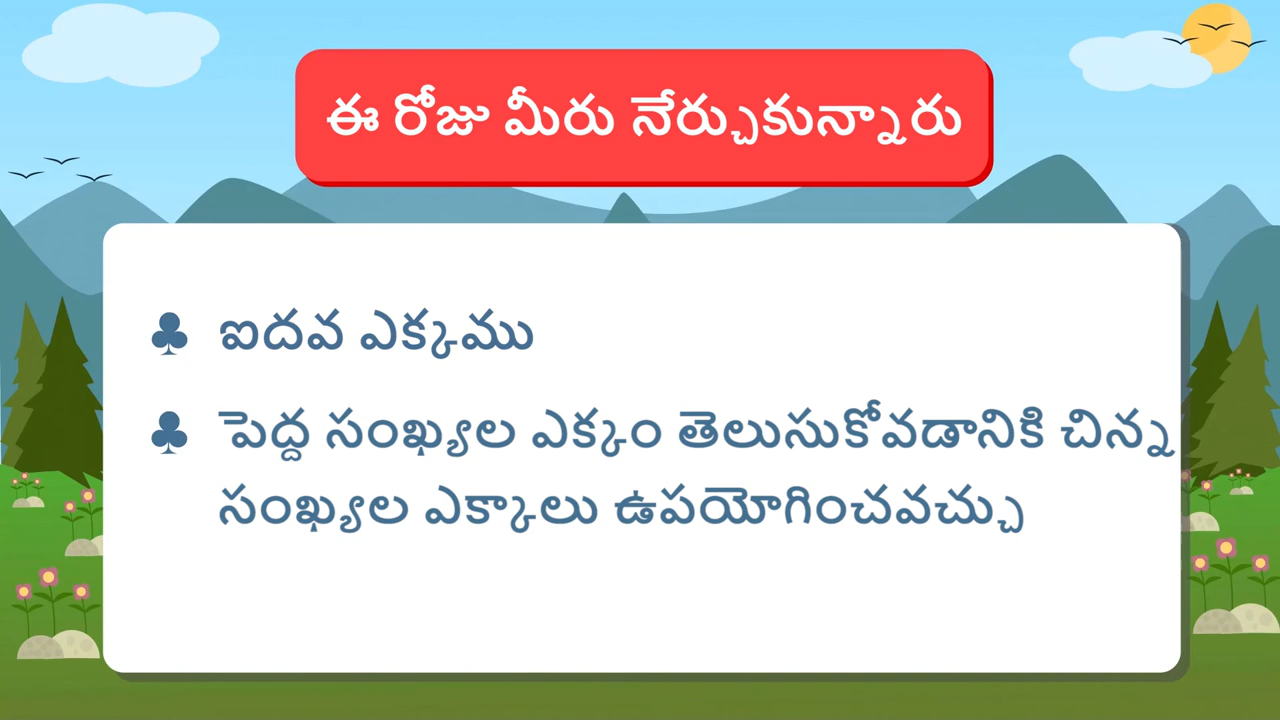 ఈ రోజు మీరు నేర్చుకున్నారు
♣ ఐదవ ఎక్కము
♣ పెద్ద సంఖ్యల ఎక్కం తెలుసుకోవడానికి చిన్న
సంఖ్యల ఎక్కాలు ఉపయోగించవచ్చు